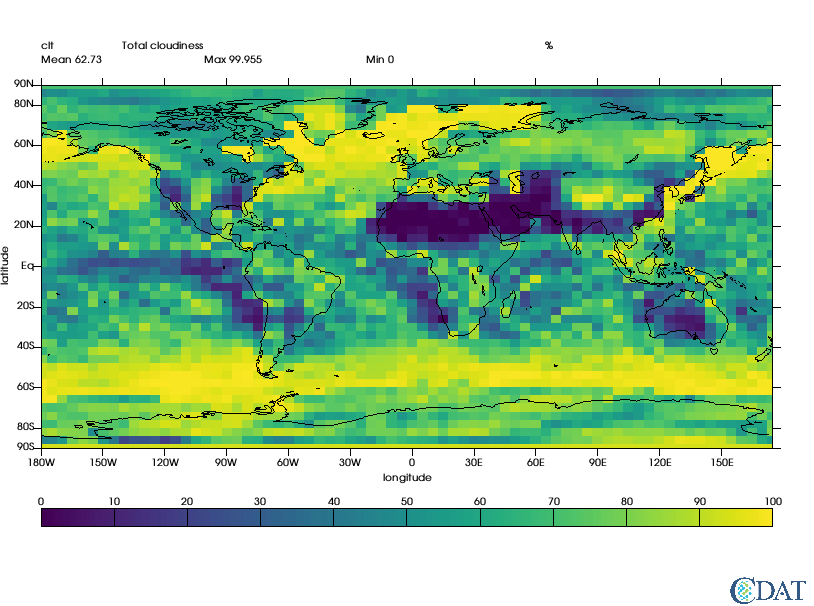 clt Total cloudiness %
Mean 62.73 Max 99.955 Min 0
90N
80N
60N
40N
20N
Eq
20S
40S
60S
80S
90S
latitude
180W 150W 120W 90W 60W 30W 0 30E 60E 90E 120E 150E
longitude
0 10 20 30 40 50 60 70 80 90 100
CDAT